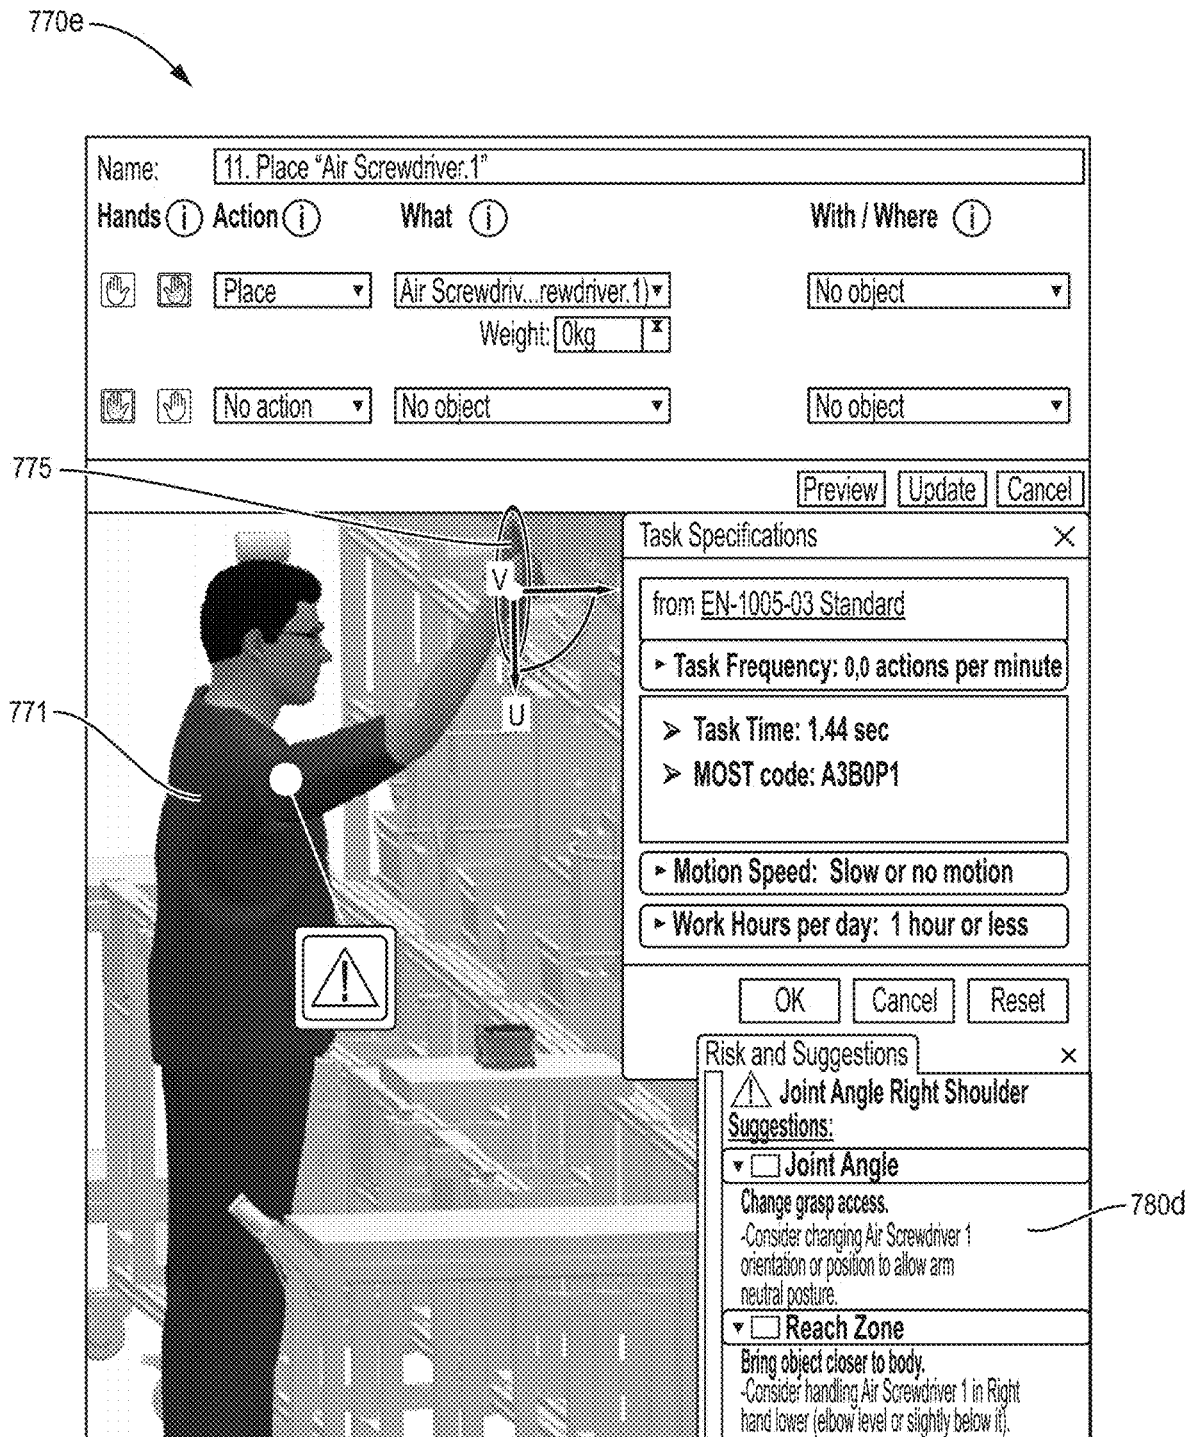 770e
Name: 11. Place “Air Screwdriver.1”
Hands i Action i What i With / Where i
Place Air Screwdriv...rewdriver.1) No object
Weight: 0kg
No action No object No object
775
Preview Update Cancel
Task Specifications
from EN-1005-03 Standard
V
Task Frequency: 0,0 actions per minute
U
771
Task Time: 1.44 sec
MOST code: A3B0P1
Motion Speed: Slow or no motion
Work Hours per day: 1 hour or less
!
OK Cancel Reset
Risk and Suggestions
Joint Angle Right Shoulder
Suggestions:
Joint Angle
Change grasp access.
-Consider changing Air Screwdriver 1
orientation or position to allow arm
neutral posture.
780d
Reach Zone
Bring object closer to body.
-Consider handling Air Screwdriver 1 in Right
hand lower (elbow level or slightly below it).